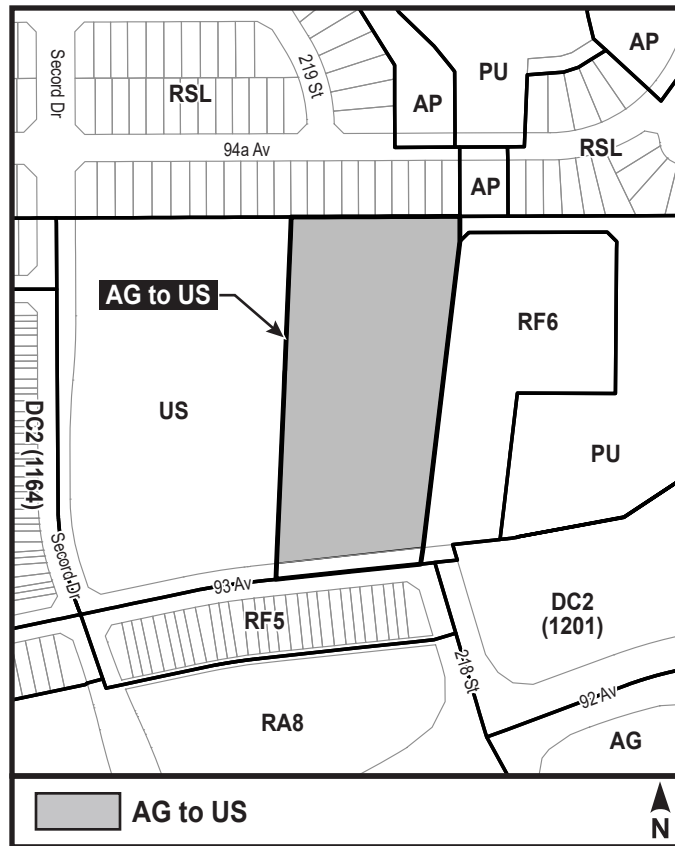 Secord Dr
RSL
219 St
AP
PU
AP
94a Av
RSL
AP
AG to US
RF6
US
DC2 (1164)
PU
Secord Dr
93 Av
RF5
DC2
(1201)
218 St
92 Av
RA8
AG
AG to US
N